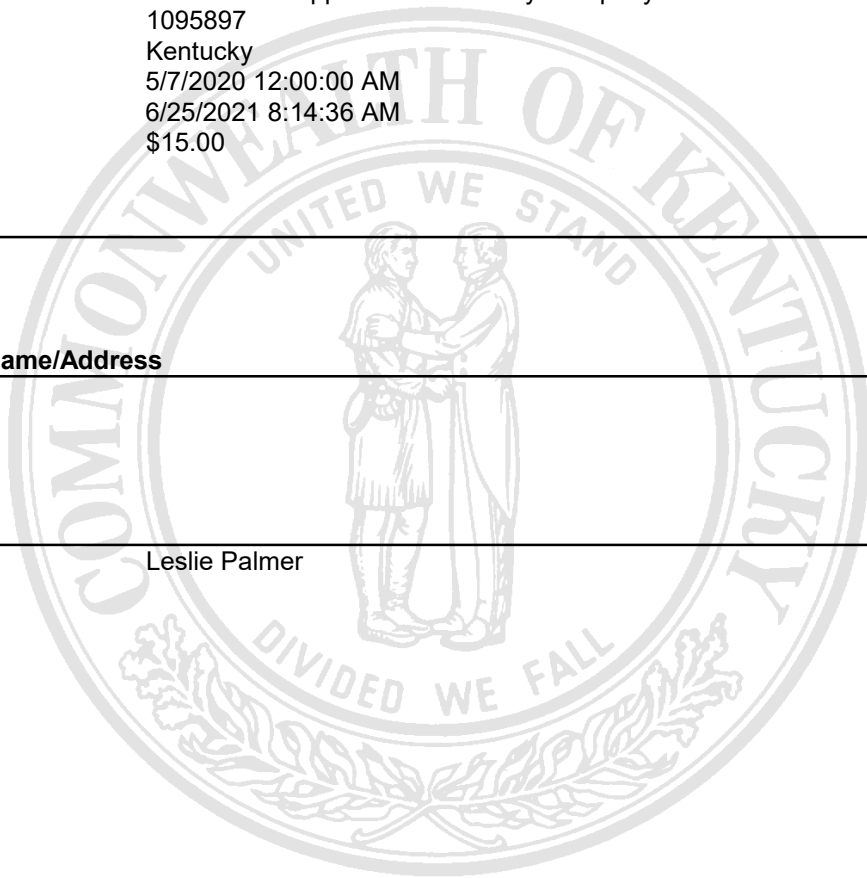 1095897
Kentucky
5/7/2020 12:00:00 AM
6/25/2021 8:14:36 AM
$15.00
COMMONWEALTH OF KENTUCKY
UNITED WE STAND
ame/Address
Leslie Palmer
DIVIDED WE FALL